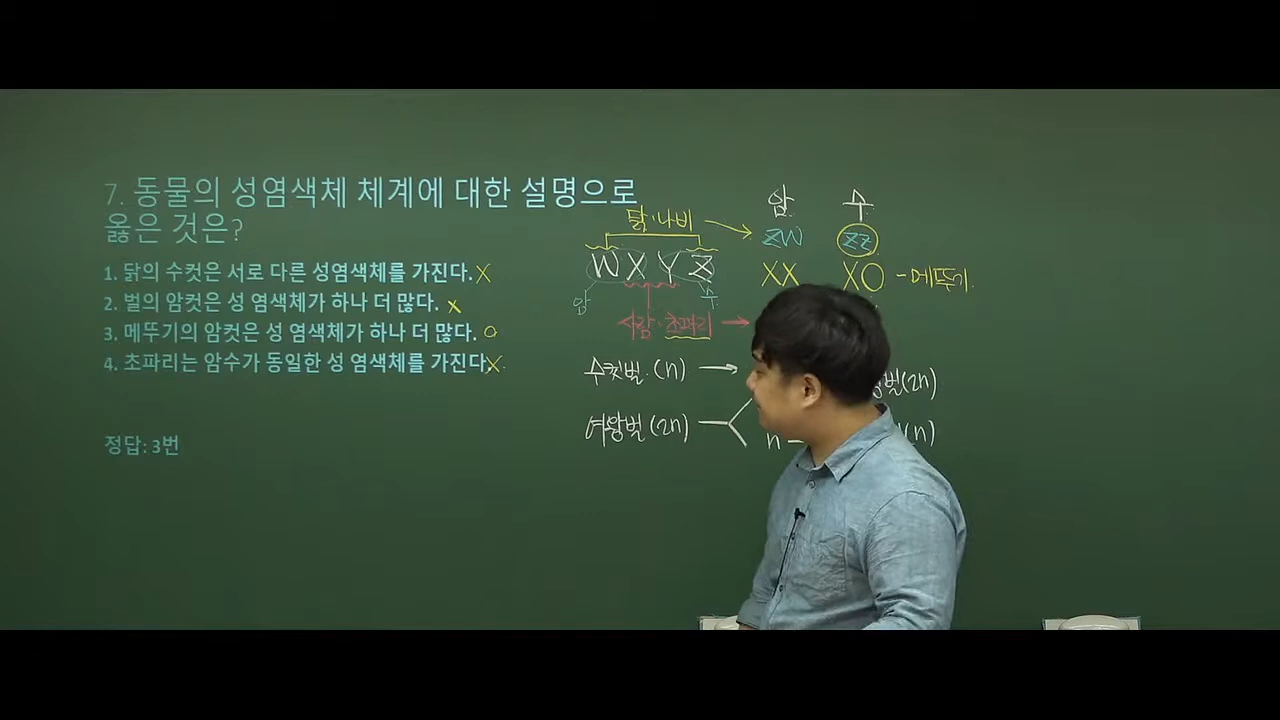 7. 동물의 성염색체 체계에 대한 설명으로
옳은 것은?
1. 닭의 수컷은 서로 다른 성염색체를 가진다. X
2. 벌의 암컷은 성 염색체가 하나 더 많다. x
3. 메뚜기의 암컷은 성 염색체가 하나 더 많다. O
4. 초파리는 암수가 동일한 성 염색체를 가진다. X
정답: 3번
암 수
닭·나비 → ZW ZZ
W X Y Z
XX XO - 메뚜기
암 수
사람·초파리 →
수컷벌 (n) →
벌(2n)
여왕벌 (2n)
n
(n)